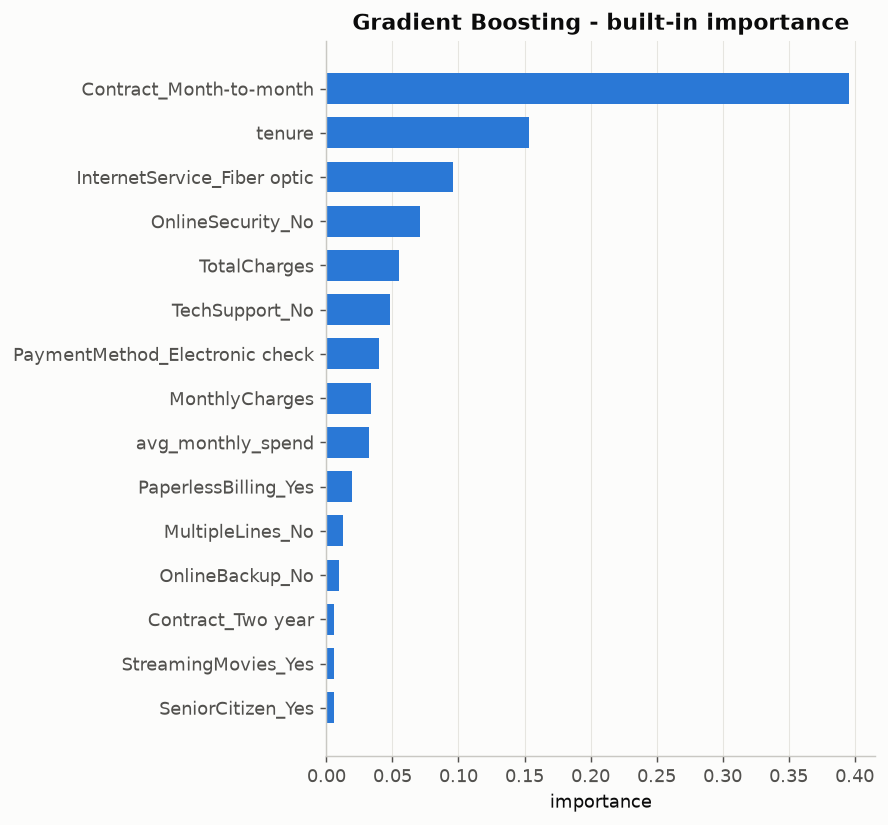 Gradient Boosting - built-in importance
Contract_Month-to-month
tenure
InternetService_Fiber optic
OnlineSecurity_No
TotalCharges
TechSupport_No
PaymentMethod_Electronic check
MonthlyCharges
avg_monthly_spend
PaperlessBilling_Yes
MultipleLines_No
OnlineBackup_No
Contract_Two year
StreamingMovies_Yes
SeniorCitizen_Yes
0.00 0.05 0.10 0.15 0.20 0.25 0.30 0.35 0.40
importance